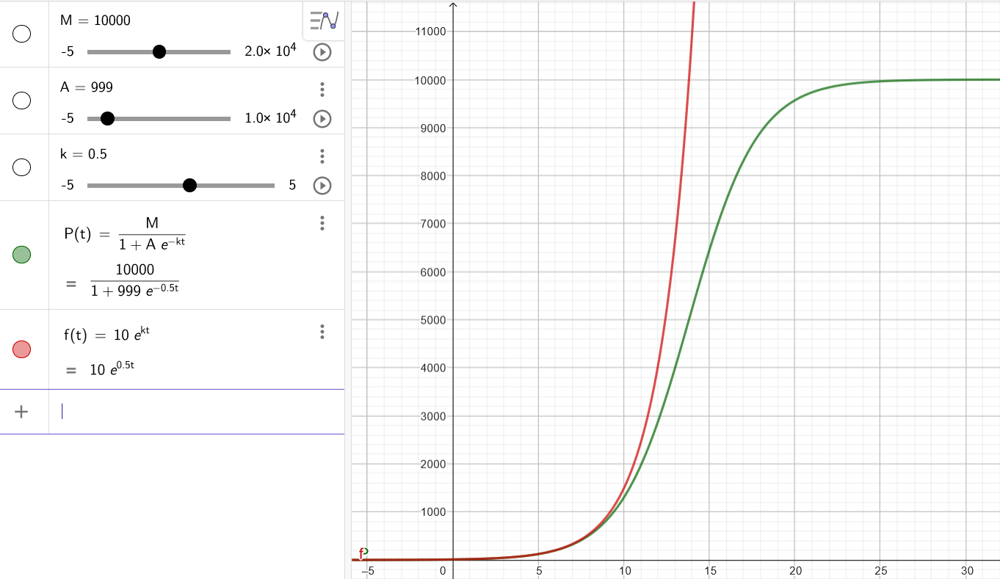 M = 10000
-5 2.0× 10⁴
A = 999
-5 1.0× 10⁴
k = 0.5
-5 5
P(t) = M / (1 + A e^(−kt))
= 10000 / (1 + 999 e^(−0.5t))
f(t) = 10 e^(kt)
= 10 e^(0.5t)
+
11000
10000
9000
8000
7000
6000
5000
4000
3000
2000
1000
f P
−5 0 5 10 15 20 25 30